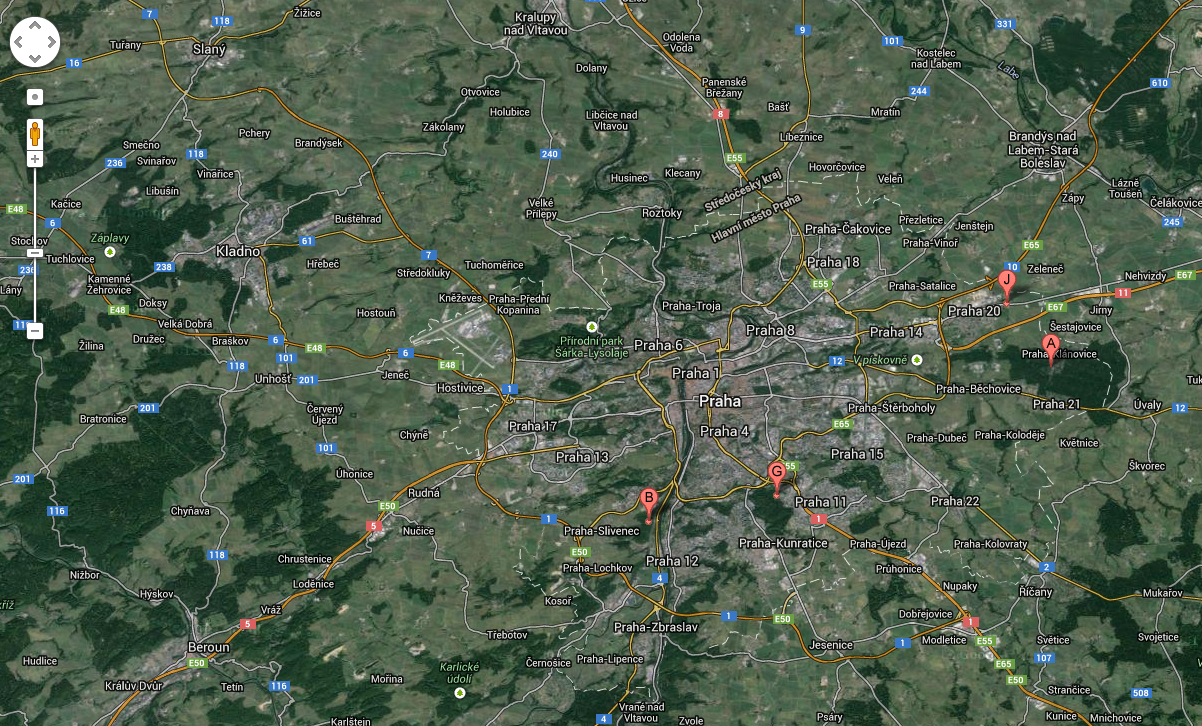 Žižice
Kralupy
nad Vltavou
7
118
331
9
Tuřany
Slaný
Odolena
Voda
101
Kostelec
nad Labem
Labe
16
Dolany
610
Panenské
Břežany
244
Otvovice
Holubice
Libčice nad
Vltavou
8
Bašť
Mratín
Pchery
Zákolany
Líbeznice
Brandýs nad
Labem-Stará
Boleslav
Smečno
Brandýsek
236
Svinařov
118
240
E55
Hovorčovice
Vinařice
Husinec
Klecany
Veleň
Lázně
Toušeň
Libušín
Středočeský kraj
Hlavní město Praha
Zápy
Čelákovice
Kačice
E48
6
Buštěhrad
Velké
Přílepy
Roztoky
Přezletice
Jenštejn
245
Stochov
Záplavy
Kladno
61
Praha-Čakovice
Praha-Vinoř
E65
Tuchlovice
238
Hřebeč
7
Středokluky
Tuchoměřice
Praha 18
10
Zeleneč
Nehvizdy
E67
Lány
Kamenné
Žehrovice
E55
Praha-Satalice
J
11
Doksy
E48
Kněževes
Praha-Přední
Kopanina
Praha-Troja
Praha 20
E67
Jirny
Hostouň
Velká Dobrá
Přírodní park
Šárka-Lysolaje
Praha 8
Praha 14
Šestajovice
Družec
Braškov
6
Žilina
E48
6
Praha 6
A
Praha-Klánovice
101
118
E48
12
V pískovně
Unhošť
201
Jeneč
Hostivice
1
Praha 1
Praha-Běchovice
Praha
Praha 21
Úvaly
12
201
Červený
Újezd
Praha-Štěrboholy
Bratronice
Praha 17
E65
Chýně
Praha 4
Praha-Dubeč
Praha-Koloděje
Květnice
101
Praha 13
Praha 15
201
Úhonice
G
Škvorec
Rudná
B
116
E50
Praha 11
Praha 22
Chyňava
5
Nučice
1
Praha-Slivenec
1
Praha-Kunratice
Praha-Újezd
Praha-Kolovraty
118
Chrustenice
E50
Praha 12
Praha-Lochkov
Průhonice
2
Nižbor
Loděnice
4
Nupaky
Říčany
Hýskov
Kosoř
Mukařov
Vráž
1
E50
Dobřejovice
5
Třebotov
Praha-Zbraslav
1
Svojetice
Beroun
Jesenice
1
Modletice
E55
Světice
Hudlice
E50
Černošice
Praha-Lipence
107
Karlické
údolí
E65
Králův Dvůr
Tetín
116
Mořina
E50
Strančice
508
Vrané nad
Vltavou
4
Zvole
Psáry
Kunice
Mnichovice
Karlštejn